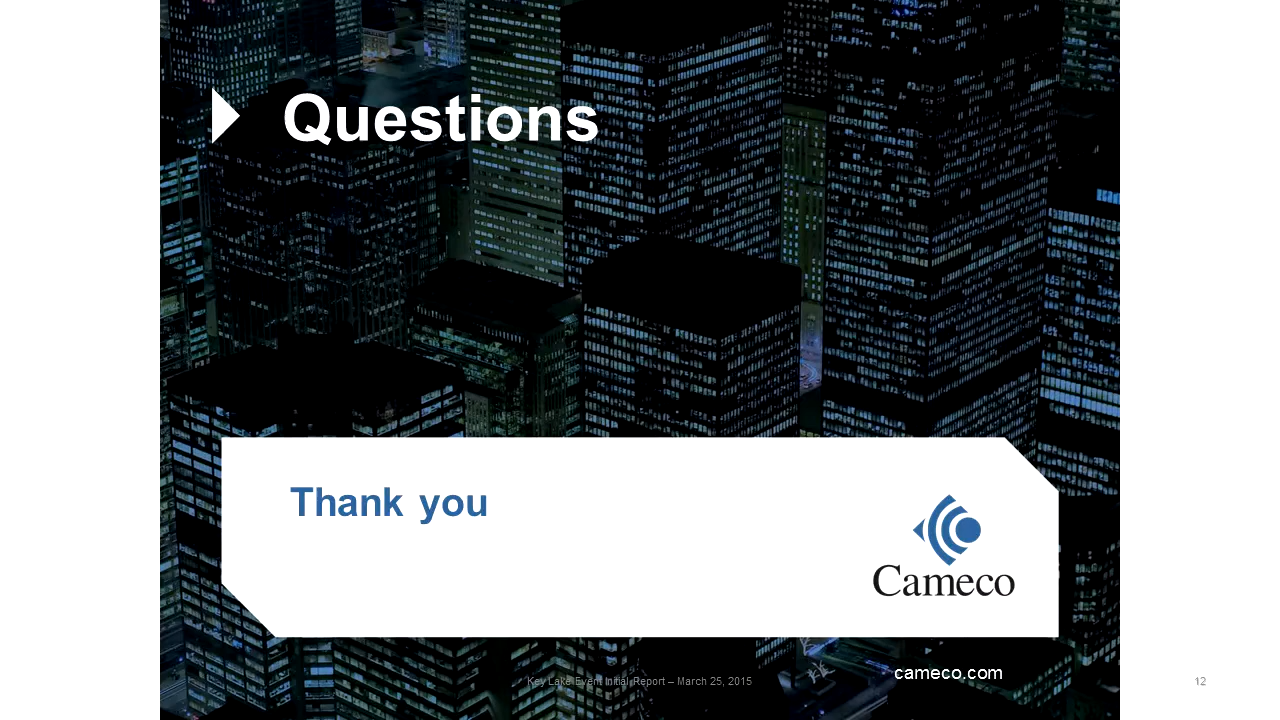 Questions
Thank you
Cameco
cameco.com
Key Lake Event Initial Report – March 25, 2015
12